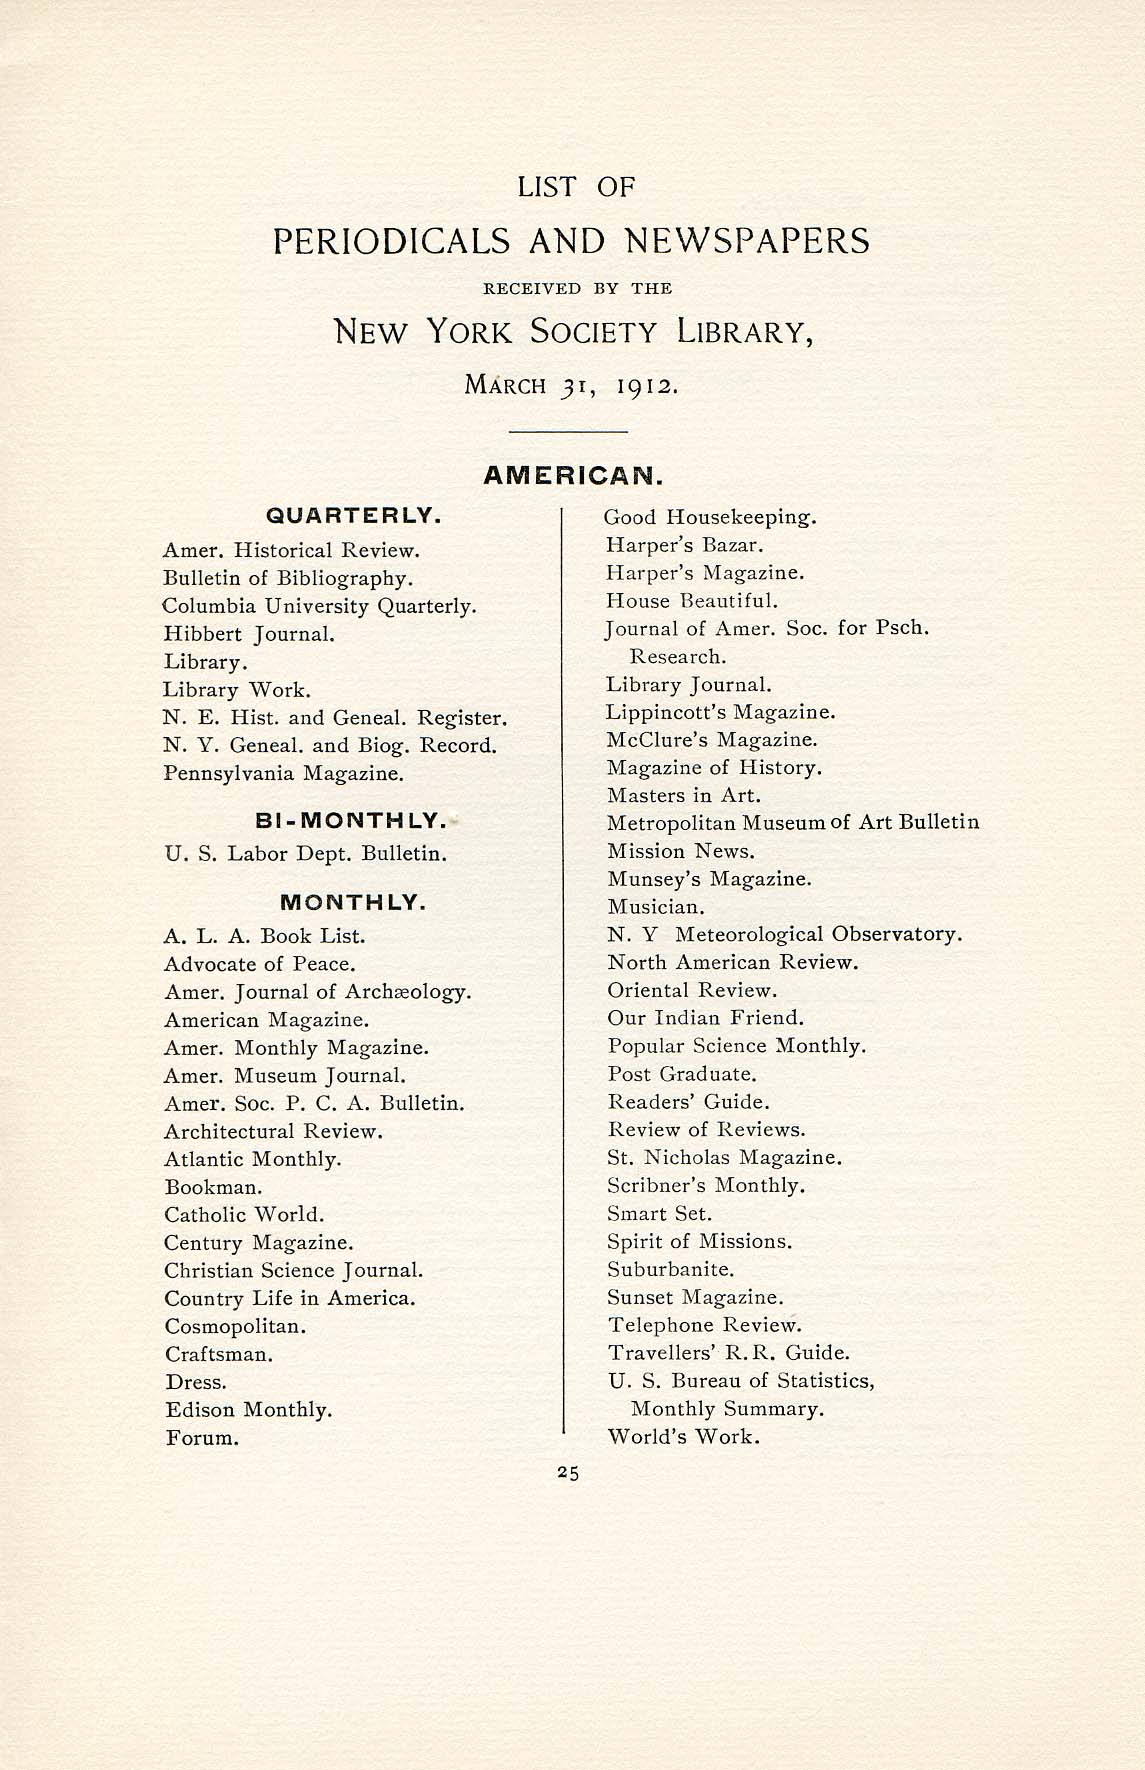 LIST OF
PERIODICALS AND NEWSPAPERS
RECEIVED BY THE
NEW YORK SOCIETY LIBRARY,
MARCH 31, 1912.
AMERICAN.
QUARTERLY.
Amer. Historical Review.
Bulletin of Bibliography.
Columbia University Quarterly.
Hibbert Journal.
Library.
Library Work.
N. E. Hist. and Geneal. Register.
N. Y. Geneal. and Biog. Record.
Pennsylvania Magazine.
BI-MONTHLY.
U. S. Labor Dept. Bulletin.
MONTHLY.
A. L. A. Book List.
Advocate of Peace.
Amer. Journal of Archæology.
American Magazine.
Amer. Monthly Magazine.
Amer. Museum Journal.
Amer. Soc. P. C. A. Bulletin.
Architectural Review.
Atlantic Monthly.
Bookman.
Catholic World.
Century Magazine.
Christian Science Journal.
Country Life in America.
Cosmopolitan.
Craftsman.
Dress.
Edison Monthly.
Forum.
Good Housekeeping.
Harper's Bazar.
Harper's Magazine.
House Beautiful.
Journal of Amer. Soc. for Psch.
Research.
Library Journal.
Lippincott's Magazine.
McClure's Magazine.
Magazine of History.
Masters in Art.
Metropolitan Museum of Art Bulletin
Mission News.
Munsey's Magazine.
Musician.
N. Y Meteorological Observatory.
North American Review.
Oriental Review.
Our Indian Friend.
Popular Science Monthly.
Post Graduate.
Readers' Guide.
Review of Reviews.
St. Nicholas Magazine.
Scribner's Monthly.
Smart Set.
Spirit of Missions.
Suburbanite.
Sunset Magazine.
Telephone Review.
Travellers' R. R. Guide.
U. S. Bureau of Statistics,
Monthly Summary.
World's Work.
25